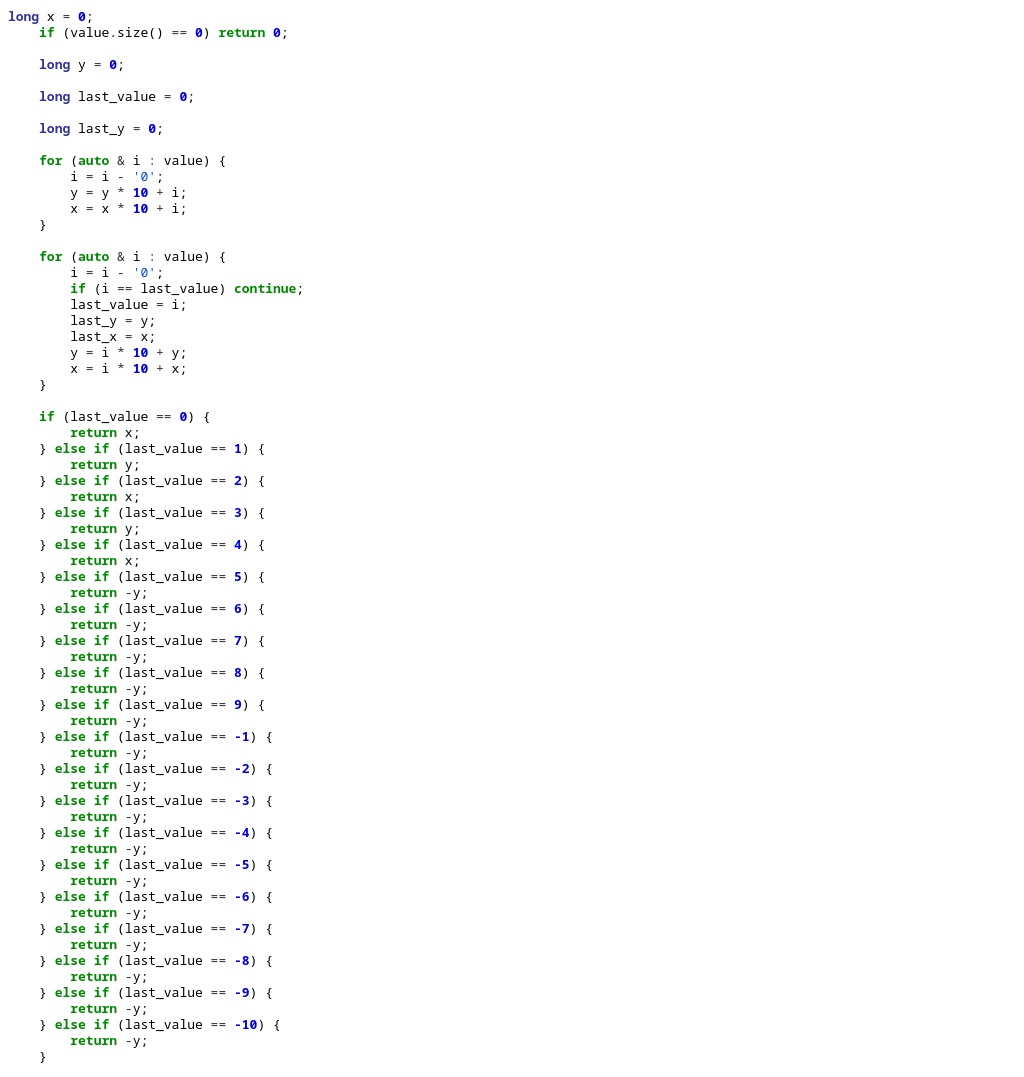 long x = 0;
    if (value.size() == 0) return 0;

    long y = 0;

    long last_value = 0;

    long last_y = 0;

    for (auto & i : value) {
        i = i - '0';
        y = y * 10 + i;
        x = x * 10 + i;
    }

    for (auto & i : value) {
        i = i - '0';
        if (i == last_value) continue;
        last_value = i;
        last_y = y;
        last_x = x;
        y = i * 10 + y;
        x = i * 10 + x;
    }

    if (last_value == 0) {
        return x;
    } else if (last_value == 1) {
        return y;
    } else if (last_value == 2) {
        return x;
    } else if (last_value == 3) {
        return y;
    } else if (last_value == 4) {
        return x;
    } else if (last_value == 5) {
        return -y;
    } else if (last_value == 6) {
        return -y;
    } else if (last_value == 7) {
        return -y;
    } else if (last_value == 8) {
        return -y;
    } else if (last_value == 9) {
        return -y;
    } else if (last_value == -1) {
        return -y;
    } else if (last_value == -2) {
        return -y;
    } else if (last_value == -3) {
        return -y;
    } else if (last_value == -4) {
        return -y;
    } else if (last_value == -5) {
        return -y;
    } else if (last_value == -6) {
        return -y;
    } else if (last_value == -7) {
        return -y;
    } else if (last_value == -8) {
        return -y;
    } else if (last_value == -9) {
        return -y;
    } else if (last_value == -10) {
        return -y;
    }